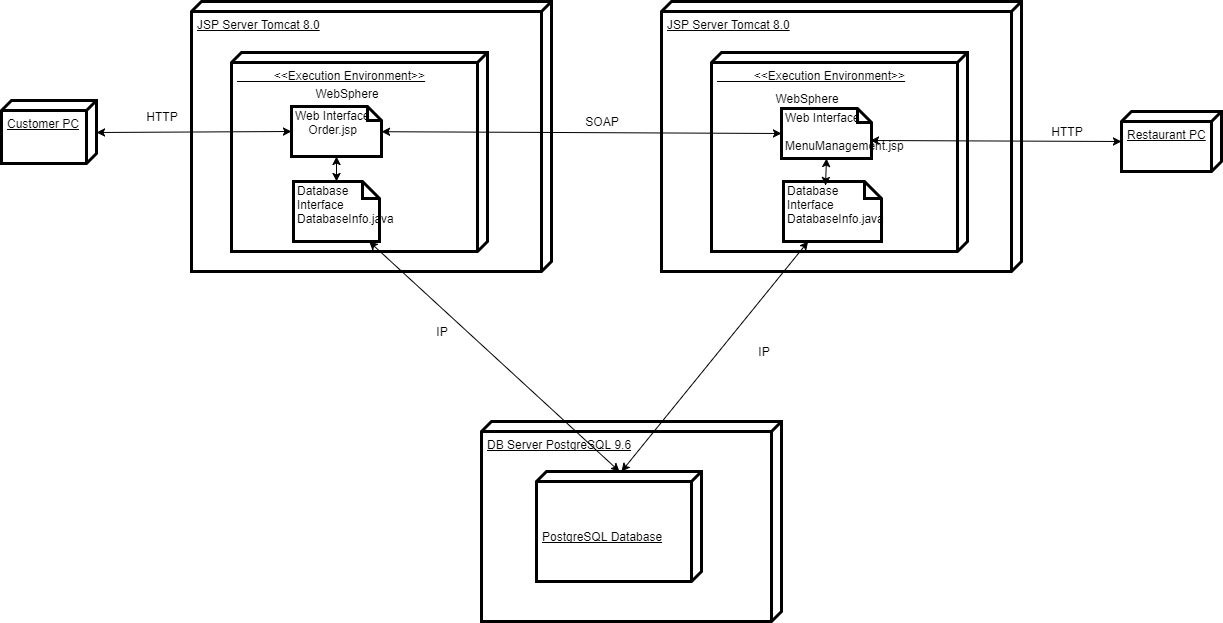 JSP Server Tomcat 8.0
<<Execution Environment>>
WebSphere
Web Interface
Order.jsp
Database
Interface
DatabaseInfo.java
JSP Server Tomcat 8.0
<<Execution Environment>>
WebSphere
Web Interface
MenuManagement.jsp
Database
Interface
DatabaseInfo.java
Customer PC
HTTP
SOAP
HTTP
Restaurant PC
IP
IP
DB Server PostgreSQL 9.6
PostgreSQL Database